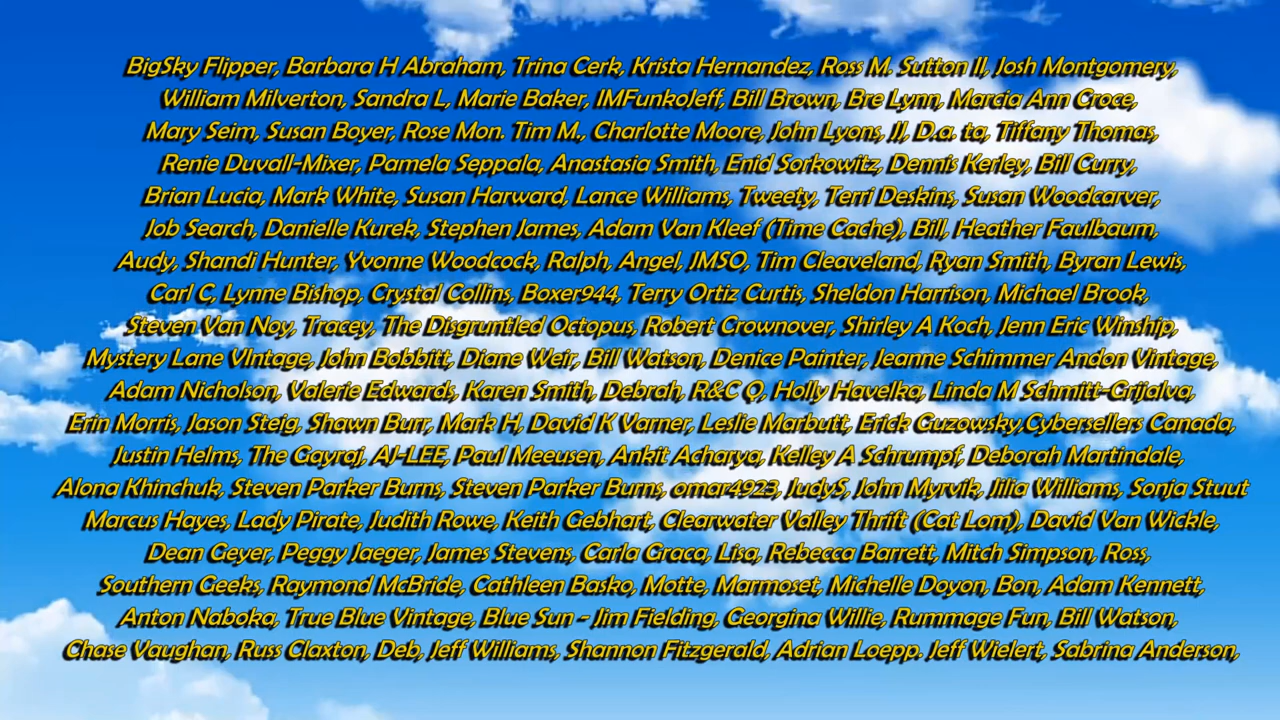 BigSky Flipper, Barbara H Abraham, Trina Cerk, Krista Hernandez, Ross M. Sutton II, Josh Montgomery,
William Milverton, Sandra L, Marie Baker, IMFunkoJeff, Bill Brown, Bre Lynn, Marcia Ann Croce,
Mary Seim, Susan Boyer, Rose Mon. Tim M., Charlotte Moore, John Lyons, JJ, D.a. ta, Tiffany Thomas,
Renie Duvall-Mixer, Pamela Seppala, Anastasia Smith, Enid Sorkowitz, Dennis Kerley, Bill Curry,
Brian Lucia, Mark White, Susan Harward, Lance Williams, Tweety, Terri Deskins, Susan Woodcarver,
Job Search, Danielle Kurek, Stephen James, Adam Van Kleef (Time Cache), Bill, Heather Faulbaum,
Audy, Shandi Hunter, Yvonne Woodcock, Ralph, Angel, JMSO, Tim Cleaveland, Ryan Smith, Byran Lewis,
Carl C, Lynne Bishop, Crystal Collins, Boxer944, Terry Ortiz Curtis, Sheldon Harrison, Michael Brook,
Steven Van Noy, Tracey, The Disgruntled Octopus, Robert Crownover, Shirley A Koch, Jenn Eric Winship,
Mystery Lane VIntage, John Bobbitt, Diane Weir, Bill Watson, Denice Painter, Jeanne Schimmer Andon Vintage,
Adam Nicholson, Valerie Edwards, Karen Smith, Debrah, R&C Q, Holly Havelka, Linda M Schmitt-Grijalva,
Erin Morris, Jason Steig, Shawn Burr, Mark H, David K Varner, Leslie Marbutt, Erick Guzowsky,Cybersellers Canada,
Justin Helms, The Gayraj, AJ-LEE, Paul Meeusen, Ankit Acharya, Kelley A Schrumpf, Deborah Martindale,
Alona Khinchuk, Steven Parker Burns, Steven Parker Burns, omar4923, JudyS, John Myrvik, Jilia Williams, Sonja Stuut
Marcus Hayes, Lady Pirate, Judith Rowe, Keith Gebhart, Clearwater Valley Thrift (Cat Lom), David Van Wickle,
Dean Geyer, Peggy Jaeger, James Stevens, Carla Graca, Lisa, Rebecca Barrett, Mitch Simpson, Ross,
Southern Geeks, Raymond McBride, Cathleen Basko, Motte, Marmoset, Michelle Doyon, Bon, Adam Kennett,
Anton Naboka, True Blue Vintage, Blue Sun - Jim Fielding, Georgina Willie, Rummage Fun, Bill Watson,
Chase Vaughan, Russ Claxton, Deb, Jeff Williams, Shannon Fitzgerald, Adrian Loepp. Jeff Wielert, Sabrina Anderson,